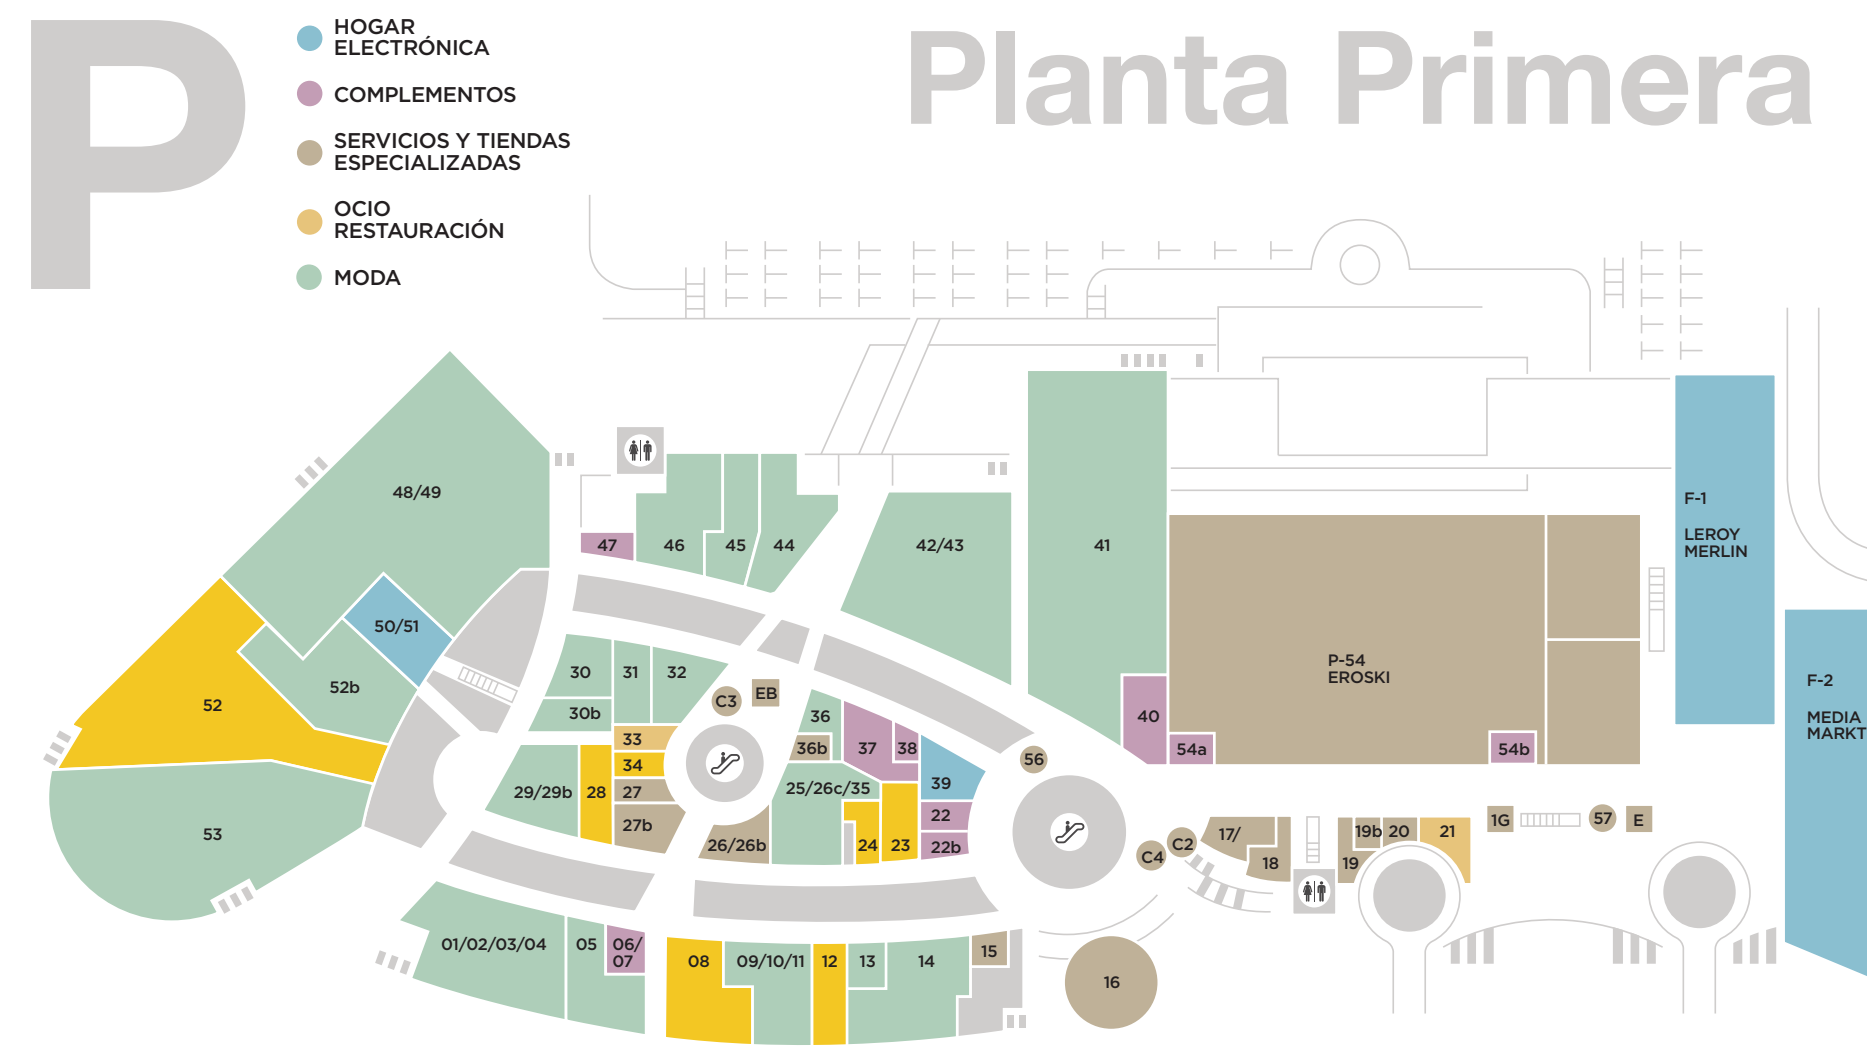 P
HOGAR
ELECTRÓNICA
COMPLEMENTOS
SERVICIOS Y TIENDAS
ESPECIALIZADAS
OCIO
RESTAURACIÓN
MODA
Planta Primera
48/49
50/51
52
52b
53
47
46
45
44
42/43
41
40
54a
54b
P-54
EROSKI
F-1
LEROY
MERLIN
F-2
MEDIA
MARKT
30
31
32
30b
33
34
27
27b
29/29b
28
C3
EB
36
36b
37
38
39
25/26c/35
22
22b
26/26b
24
23
56
C4
C2
17/
18
19b
20
21
19
1G
57
E
01/02/03/04
05
06/
07
08
09/10/11
12
13
14
15
16